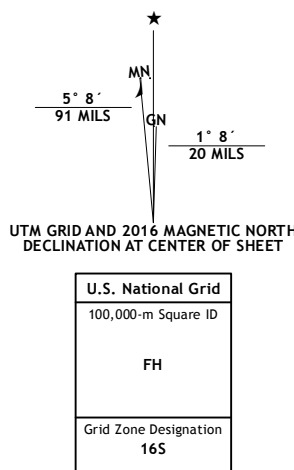 MN
GN
5° 8´
91 MILS
1° 8´
20 MILS
UTM GRID AND 2016 MAGNETIC NORTH
DECLINATION AT CENTER OF SHEET
U.S. National Grid
100,000-m Square ID
FH
Grid Zone Designation
16S